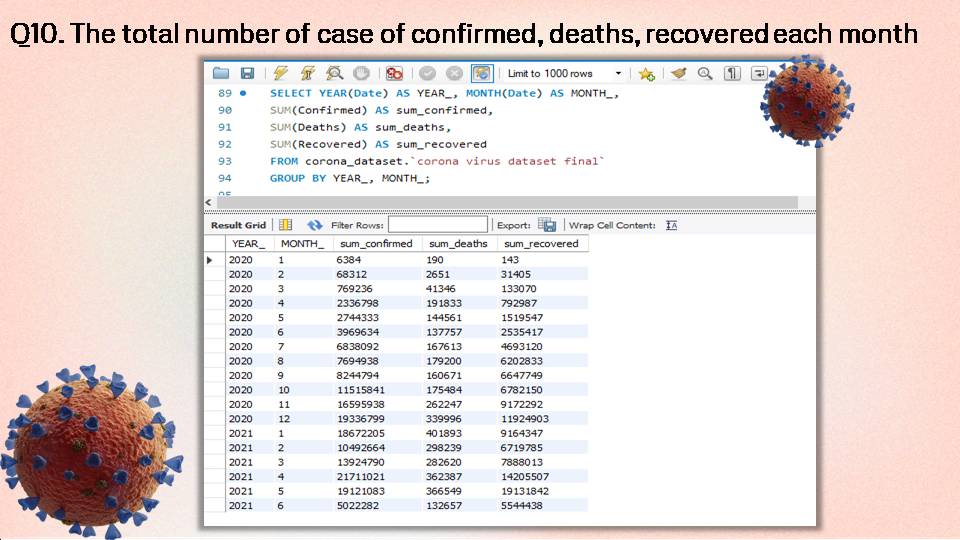 Q10. The total number of case of confirmed, deaths, recovered each month
Limit to 1000 rows
89 SELECT YEAR(Date) AS YEAR_, MONTH(Date) AS MONTH_,
90 SUM(Confirmed) AS sum_confirmed,
91 SUM(Deaths) AS sum_deaths,
92 SUM(Recovered) AS sum_recovered
93 FROM corona_dataset.`corona virus dataset final`
94 GROUP BY YEAR_, MONTH_;
95
Result Grid Filter Rows: Export: Wrap Cell Content:
YEAR_ MONTH_ sum_confirmed sum_deaths sum_recovered
2020 1 6384 190 143
2020 2 68312 2651 31405
2020 3 769236 41346 133070
2020 4 2336798 191833 792987
2020 5 2744333 144561 1519547
2020 6 3969634 137757 2535417
2020 7 6838092 167613 4693120
2020 8 7694938 179200 6202833
2020 9 8244794 160671 6647749
2020 10 11515841 175484 6782150
2020 11 16595938 262247 9172292
2020 12 19336799 339996 11924903
2021 1 18672205 401893 9164347
2021 2 10492664 298239 6719785
2021 3 13924790 282620 7888013
2021 4 21711021 362387 14205507
2021 5 19121083 366549 19131842
2021 6 5022282 132657 5544438